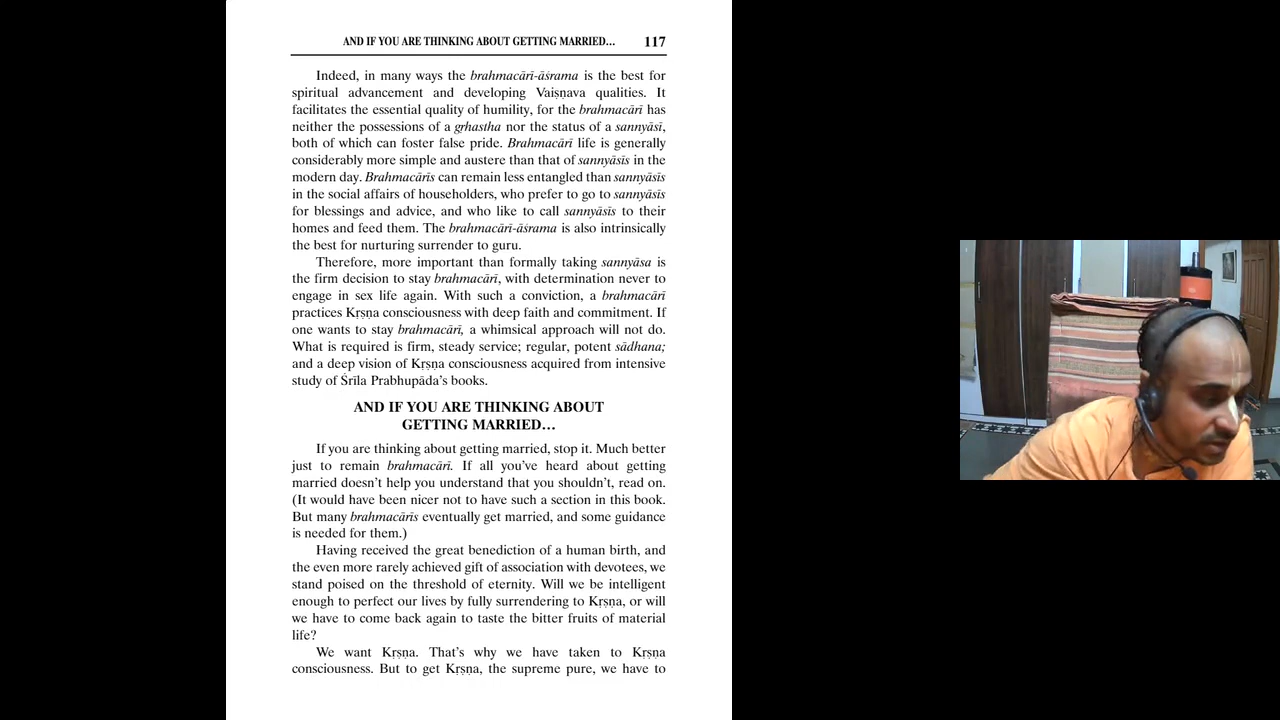 AND IF YOU ARE THINKING ABOUT GETTING MARRIED… 117
Indeed, in many ways the brahmacārī-āśrama is the best for
spiritual advancement and developing Vaiṣṇava qualities. It
facilitates the essential quality of humility, for the brahmacārī has
neither the possessions of a gṛhastha nor the status of a sannyāsī,
both of which can foster false pride. Brahmacārī life is generally
considerably more simple and austere than that of sannyāsīs in the
modern day. Brahmacārīs can remain less entangled than sannyāsīs
in the social affairs of householders, who prefer to go to sannyāsīs
for blessings and advice, and who like to call sannyāsīs to their
homes and feed them. The brahmacārī-āśrama is also intrinsically
the best for nurturing surrender to guru.
Therefore, more important than formally taking sannyāsa is
the firm decision to stay brahmacārī, with determination never to
engage in sex life again. With such a conviction, a brahmacārī
practices Kṛṣṇa consciousness with deep faith and commitment. If
one wants to stay brahmacārī, a whimsical approach will not do.
What is required is firm, steady service; regular, potent sādhana;
and a deep vision of Kṛṣṇa consciousness acquired from intensive
study of Śrīla Prabhupāda’s books.
AND IF YOU ARE THINKING ABOUT
GETTING MARRIED…
If you are thinking about getting married, stop it. Much better
just to remain brahmacārī. If all you’ve heard about getting
married doesn’t help you understand that you shouldn’t, read on.
(It would have been nicer not to have such a section in this book.
But many brahmacārīs eventually get married, and some guidance
is needed for them.)
Having received the great benediction of a human birth, and
the even more rarely achieved gift of association with devotees, we
stand poised on the threshold of eternity. Will we be intelligent
enough to perfect our lives by fully surrendering to Kṛṣṇa, or will
we have to come back again to taste the bitter fruits of material
life?
We want Kṛṣṇa. That’s why we have taken to Kṛṣṇa
consciousness. But to get Kṛṣṇa, the supreme pure, we have to